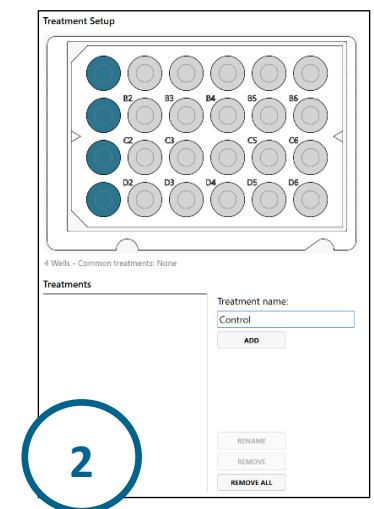 Treatment Setup
B2 B3 B4 B5 B6
C2 C3 C5 C6
D2 D3 D4 D5 D6
4 Wells - Common treatments: None
Treatments
Treatment name:
Control
ADD
RENAME
REMOVE
REMOVE ALL
2